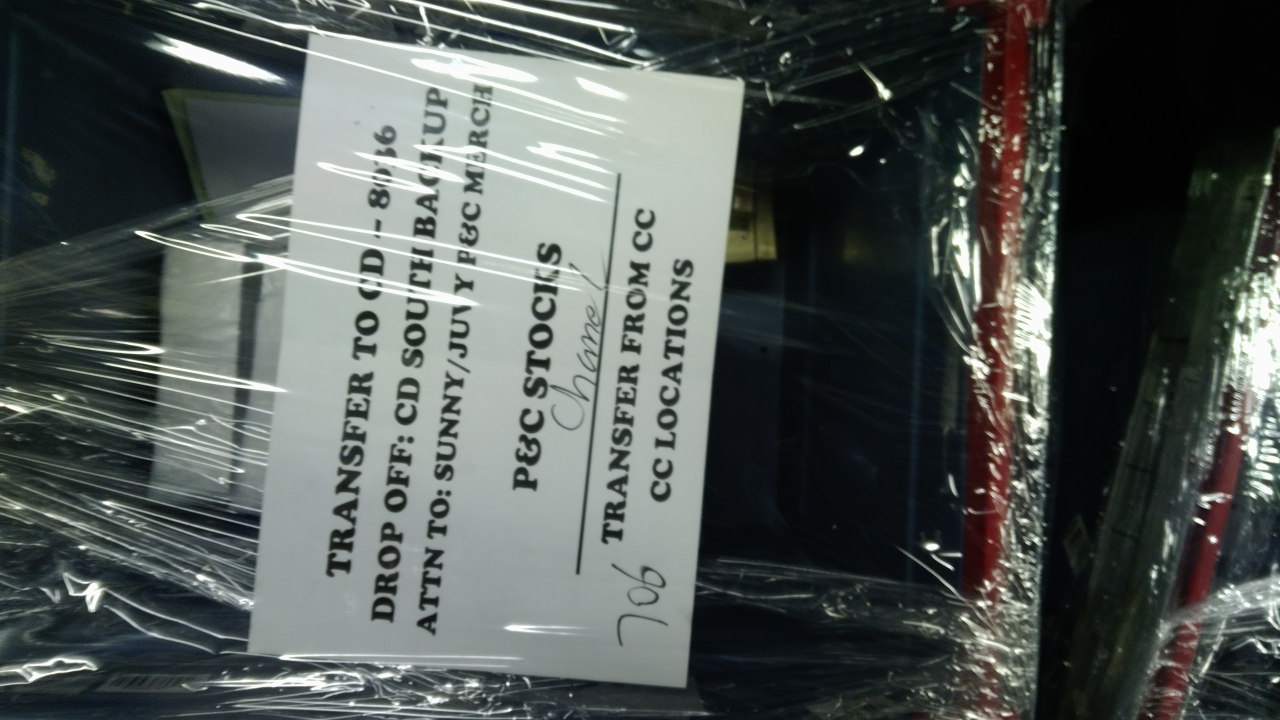 TRANSFER TO CD - 8036
DROP OFF: CD SOUTH BACKUP
ATTN TO: SUNNY/JUVY P&C MERCH
P&C STOCKS
Chanel
TRANSFER FROM CC
706 CC LOCATIONS